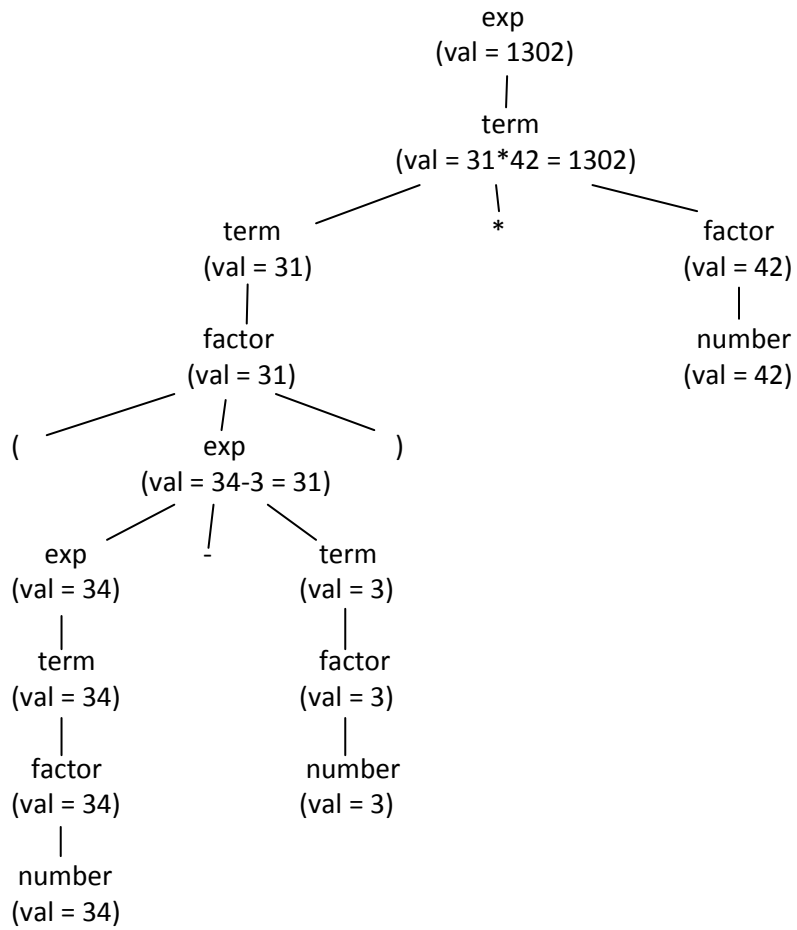 exp
(val = 1302)
term
(val = 31*42 = 1302)
term * factor
(val = 31) (val = 42)
factor number
(val = 31) (val = 42)
( exp )
(val = 34-3 = 31)
exp - term
(val = 34) (val = 3)
term factor
(val = 34) (val = 3)
factor number
(val = 34) (val = 3)
number
(val = 34)